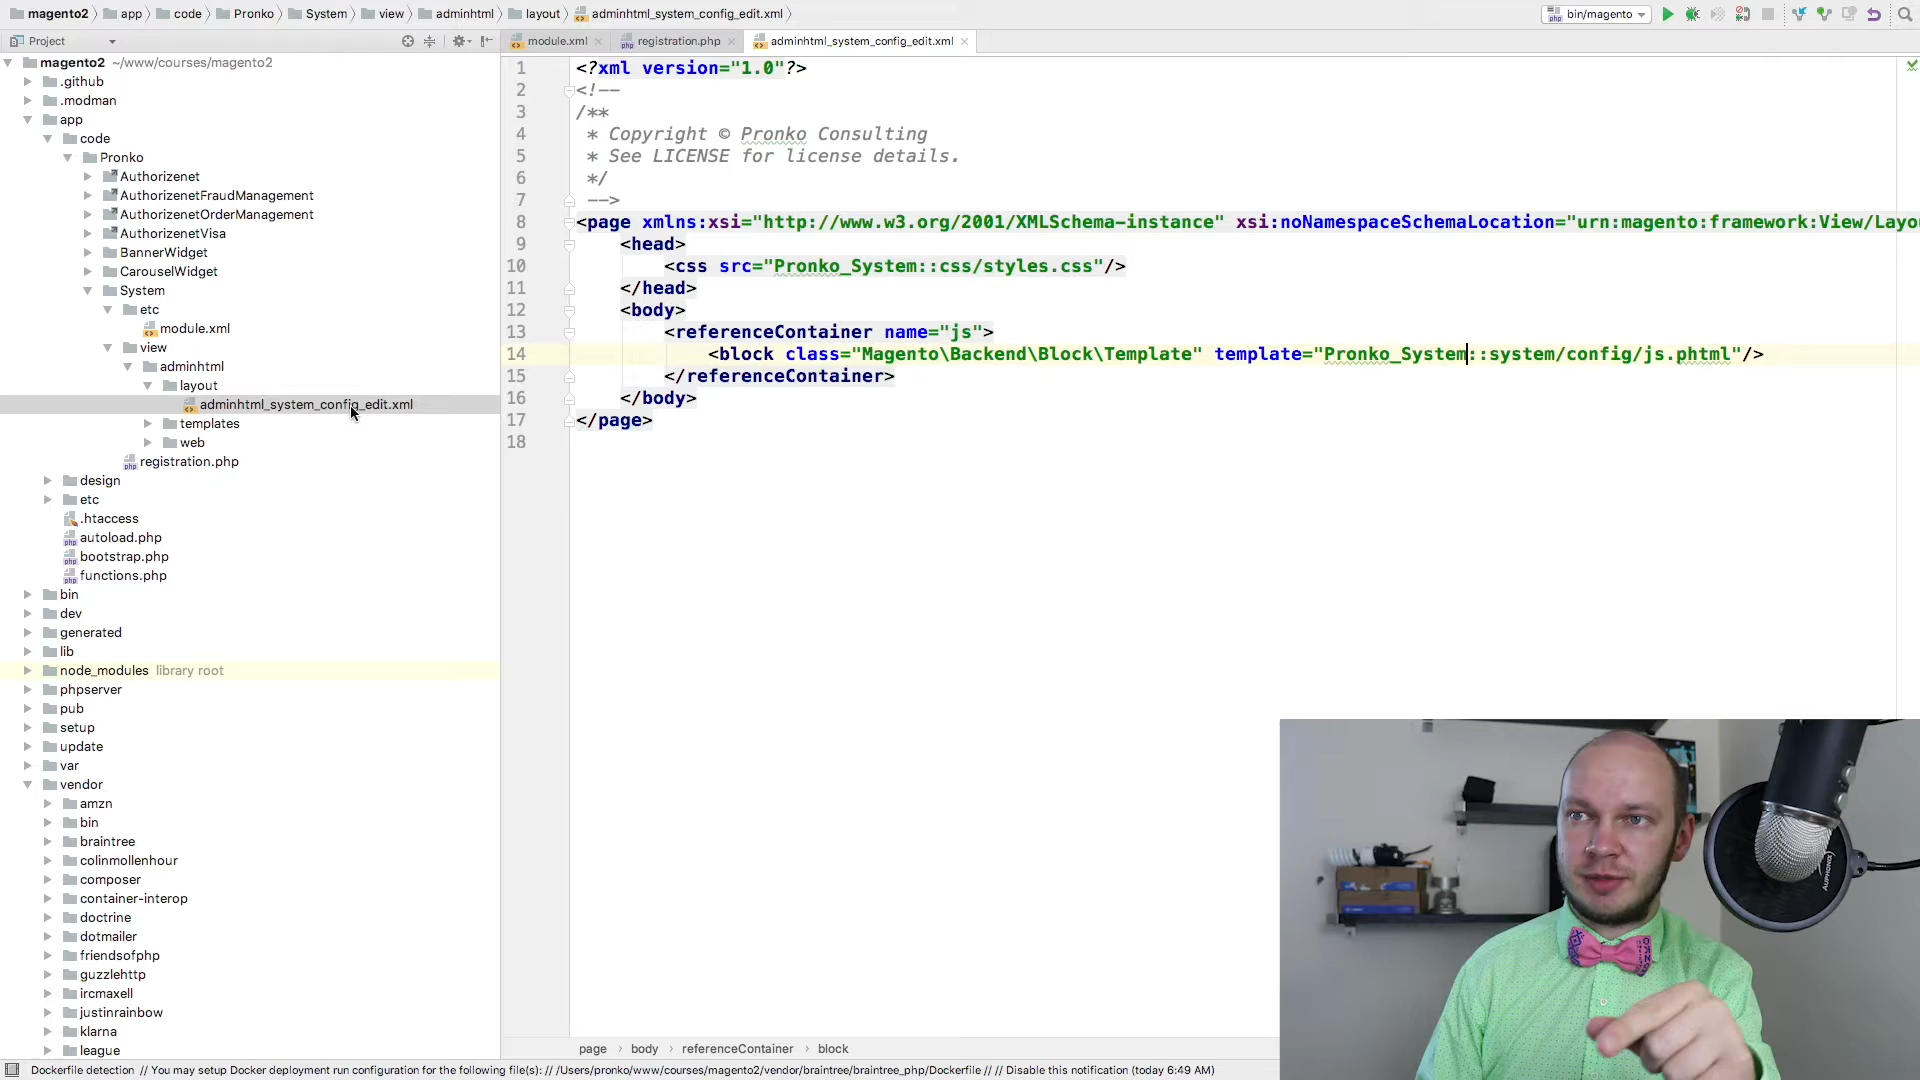 magento2 app code Pronko System view adminhtml layout adminhtml_system_config_edit.xml bin/magento
Project
module.xml registration.php adminhtml_system_config_edit.xml
magento2 ~/www/courses/magento2
.github
.modman
app
code
Pronko
Authorizenet
AuthorizenetFraudManagement
AuthorizenetOrderManagement
AuthorizenetVisa
BannerWidget
CarouselWidget
System
etc
module.xml
view
adminhtml
layout
adminhtml_system_config_edit.xml
templates
web
registration.php
design
etc
.htaccess
autoload.php
bootstrap.php
functions.php
bin
dev
generated
lib
node_modules library root
phpserver
pub
setup
update
var
vendor
amzn
bin
braintree
colinmollenhour
composer
container-interop
doctrine
dotmailer
friendsofphp
guzzlehttp
ircmaxell
justinrainbow
klarna
league
1 <?xml version="1.0"?>
2 <!--
3 /**
4 * Copyright © Pronko Consulting
5 * See LICENSE for license details.
6 */
7 -->
8 <page xmlns:xsi="http://www.w3.org/2001/XMLSchema-instance" xsi:noNamespaceSchemaLocation="urn:magento:framework:View/Layo
9 <head>
10 <css src="Pronko_System::css/styles.css"/>
11 </head>
12 <body>
13 <referenceContainer name="js">
14 <block class="Magento\Backend\Block\Template" template="Pronko_System::system/config/js.phtml"/>
15 </referenceContainer>
16 </body>
17 </page>
18
page body referenceContainer block
Dockerfile detection // You may setup Docker deployment run configuration for the following file(s): // /Users/pronko/www/courses/magento2/vendor/braintree/braintree_php/Dockerfile // // Disable this notification (today 6:49 AM)
AUPHONIX